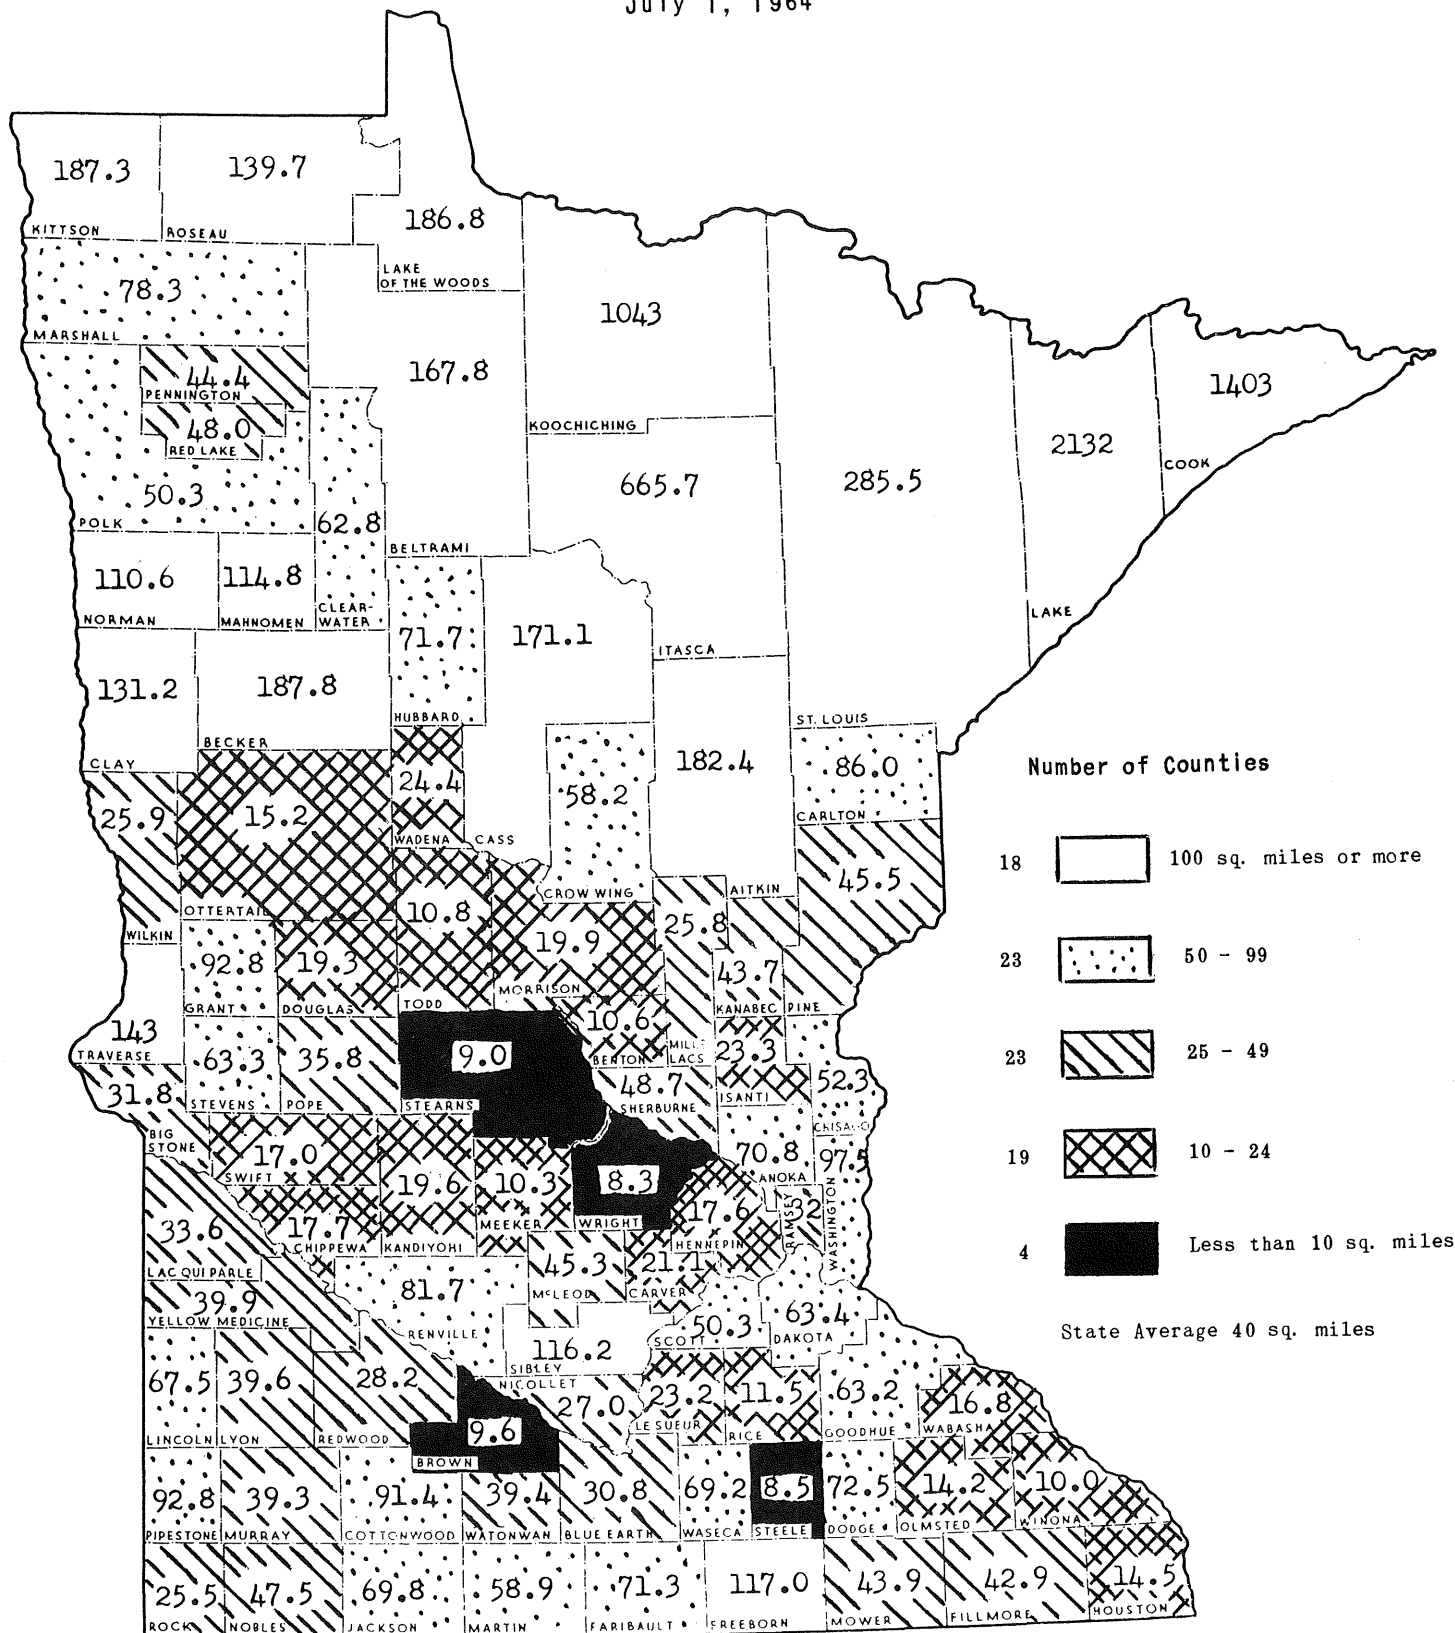 July 1, 1964
187.3
KITTSON
139.7
ROSEAU
186.8
LAKE
OF THE WOODS
78.3
MARSHALL
1043
KOOCHICHING
167.8
BELTRAMI
44.4
PENNINGTON
48.0
RED LAKE
50.3
POLK
62.8
CLEAR-
WATER
665.7
ITASCA
285.5
ST. LOUIS
2132
LAKE
1403
COOK
110.6
NORMAN
114.8
MAHNOMEN
71.7
HUBBARD
171.1
CASS
131.2
CLAY
187.8
BECKER
25.9
WILKIN
15.2
OTTERTAIL
24.4
WADENA
58.2
CROW WING
182.4
AITKIN
86.0
CARLTON
45.5
PINE
92.8
GRANT
19.3
DOUGLAS
10.8
TODD
19.9
MORRISON
25.8
MILLE
LACS
43.7
KANABEC
143
TRAVERSE
63.3
STEVENS
35.8
POPE
9.0
STEARNS
10.6
BENTON
48.7
SHERBURNE
23.3
ISANTI
52.3
CHISAGO
31.8
BIG
STONE
17.0
SWIFT
19.6
KANDIYOHI
10.3
MEEKER
8.3
WRIGHT
70.8
ANOKA
97.5
WASHINGTON
32
RAMSEY
17.6
HENNEPIN
33.6
LAC QUI PARLE
17.7
CHIPPEWA
45.3
McLEOD
21.1
CARVER
39.9
YELLOW MEDICINE
81.7
RENVILLE
116.2
SIBLEY
50.3
SCOTT
63.4
DAKOTA
67.5
LINCOLN
39.6
LYON
28.2
REDWOOD
9.6
BROWN
NICOLLET
27.0
23.2
LE SUEUR
11.5
RICE
63.2
GOODHUE
16.8
WABASHA
92.8
PIPESTONE
39.3
MURRAY
91.4
COTTONWOOD
39.4
WATONWAN
30.8
BLUE EARTH
69.2
WASECA
8.5
STEELE
72.5
DODGE
14.2
OLMSTED
10.0
WINONA
25.5
ROCK
47.5
NOBLES
69.8
JACKSON
58.9
MARTIN
71.3
FARIBAULT
117.0
FREEBORN
43.9
MOWER
42.9
FILLMORE
14.5
HOUSTON
Number of Counties
18 100 sq. miles or more
23 50 - 99
23 25 - 49
19 10 - 24
4 Less than 10 sq. miles
State Average 40 sq. miles